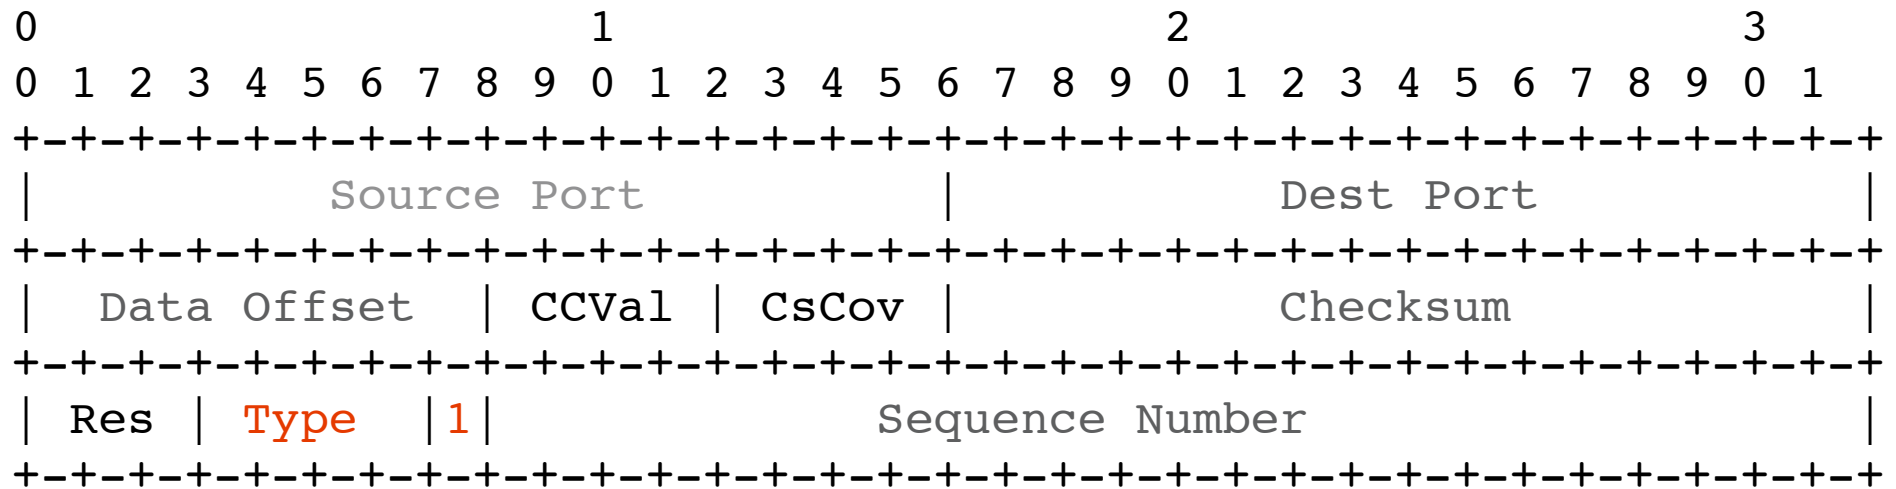 0                   1                   2                   3
0 1 2 3 4 5 6 7 8 9 0 1 2 3 4 5 6 7 8 9 0 1 2 3 4 5 6 7 8 9 0 1
+-+-+-+-+-+-+-+-+-+-+-+-+-+-+-+-+-+-+-+-+-+-+-+-+-+-+-+-+-+-+-+-+
|          Source Port          |           Dest Port           |
+-+-+-+-+-+-+-+-+-+-+-+-+-+-+-+-+-+-+-+-+-+-+-+-+-+-+-+-+-+-+-+-+
|  Data Offset  | CCVal | CsCov |           Checksum            |
+-+-+-+-+-+-+-+-+-+-+-+-+-+-+-+-+-+-+-+-+-+-+-+-+-+-+-+-+-+-+-+-+
| Res | Type  |1|             Sequence Number                   |
+-+-+-+-+-+-+-+-+-+-+-+-+-+-+-+-+-+-+-+-+-+-+-+-+-+-+-+-+-+-+-+-+